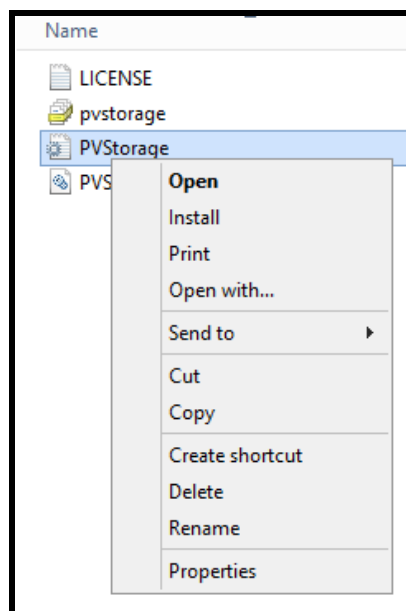 Name
LICENSE
pvstorage
PVStorage
PVS
Open
Install
Print
Open with...
Send to
Cut
Copy
Create shortcut
Delete
Rename
Properties